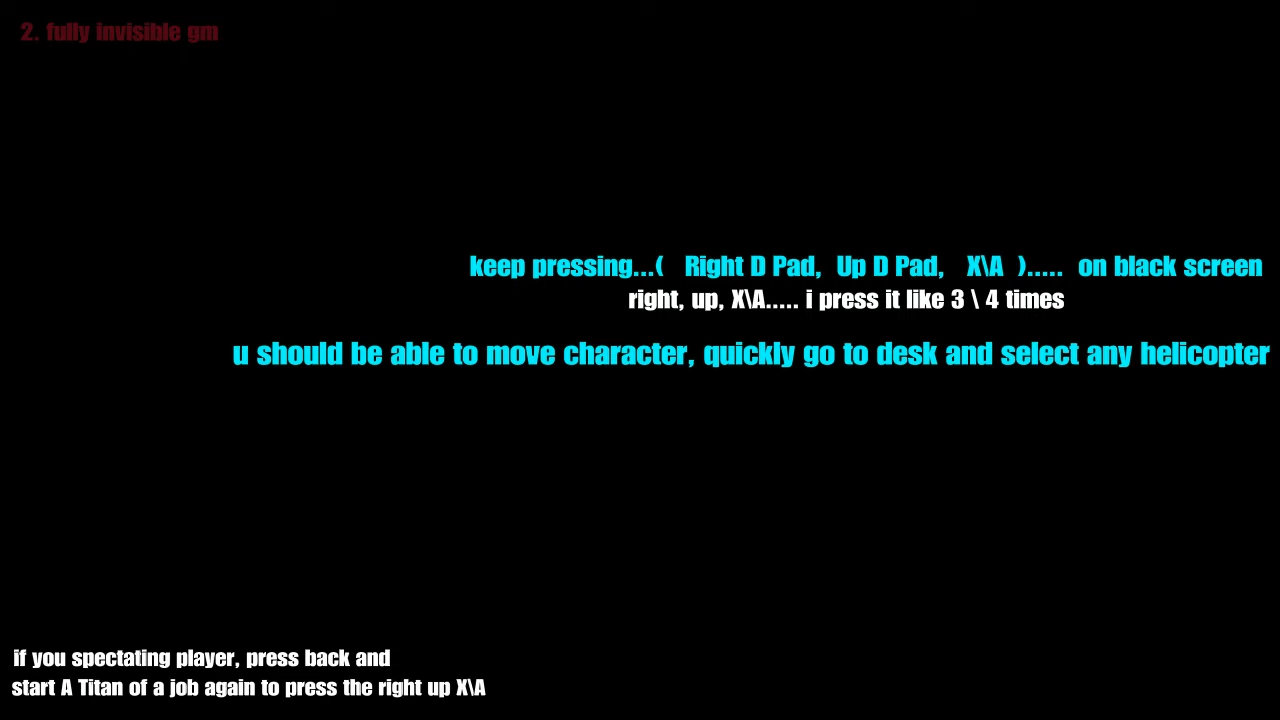 2. fully invisible gm
keep pressing...( Right D Pad, Up D Pad, X\A )..... on black screen
right, up, X\A..... i press it like 3 \ 4 times
u should be able to move character, quickly go to desk and select any helicopter
if you spectating player, press back and
start A Titan of a job again to press the right up X\A